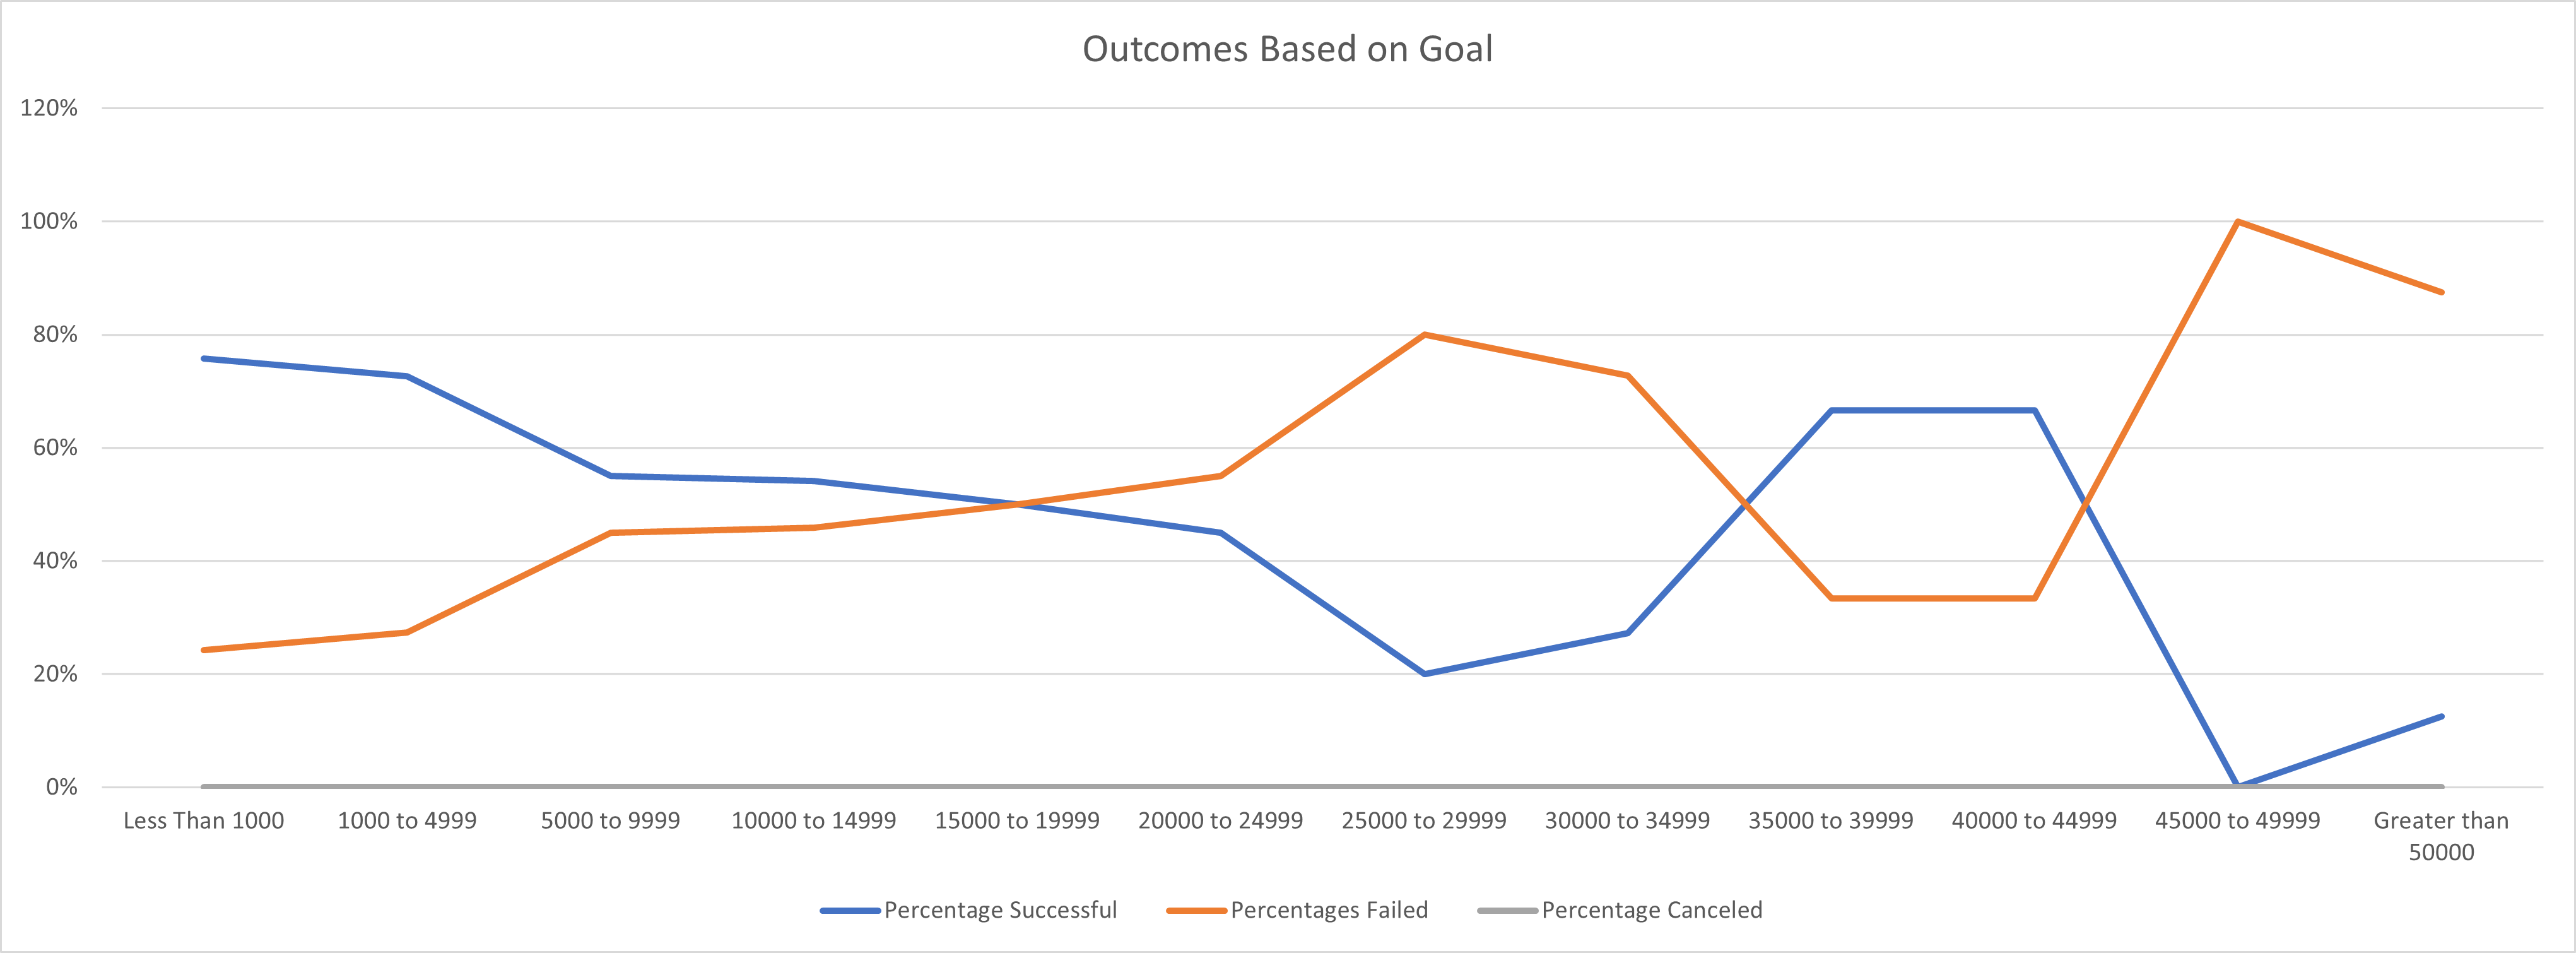 Outcomes Based on Goal
120%
100%
80%
60%
40%
20%
0%
Less Than 1000
1000 to 4999
5000 to 9999
10000 to 14999
15000 to 19999
20000 to 24999
25000 to 29999
30000 to 34999
35000 to 39999
40000 to 44999
45000 to 49999
Greater than
50000
Percentage Successful
Percentages Failed
Percentage Canceled